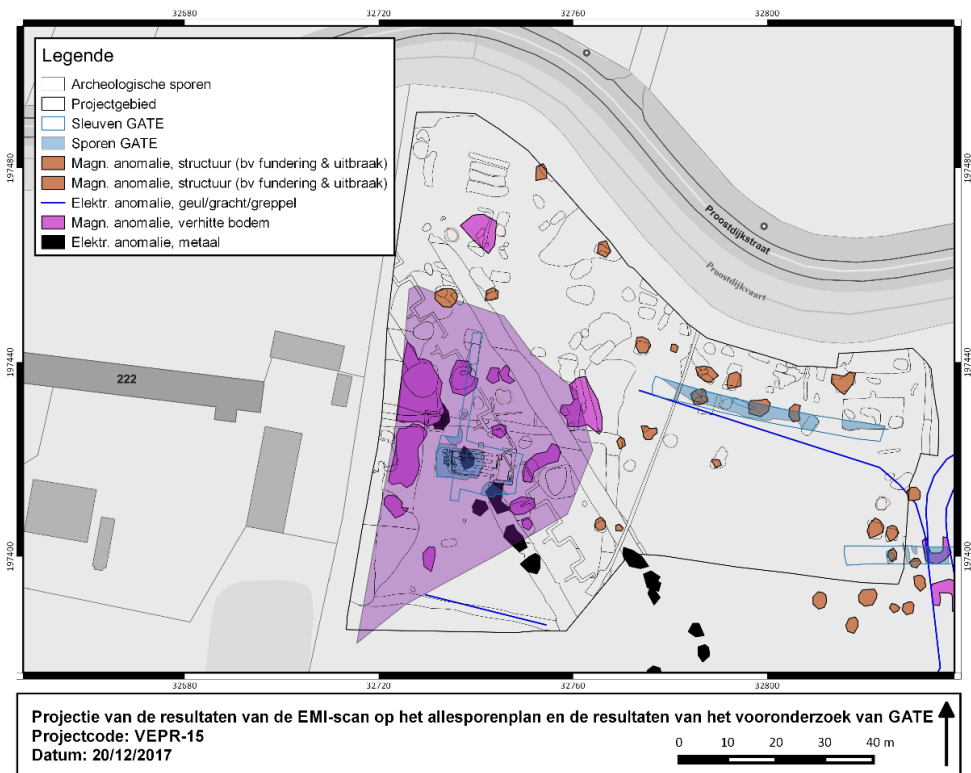 32680 32720 32760 32800
Legende
Archeologische sporen
Projectgebied
Sleuven GATE
Sporen GATE
Magn. anomalie, structuur (bv fundering & uitbraak)
Magn. anomalie, structuur (bv fundering & uitbraak)
Elektr. anomalie, geul/gracht/greppel
Magn. anomalie, verhitte bodem
Elektr. anomalie, metaal
197480 197480
Proostdijkstraat
Proostdijkvaart
197440 197440
222
197400 197400
32680 32720 32760 32800
Projectie van de resultaten van de EMI-scan op het allesporenplan en de resultaten van het vooronderzoek van GATE
Projectcode: VEPR-15
Datum: 20/12/2017
0 10 20 30 40 m